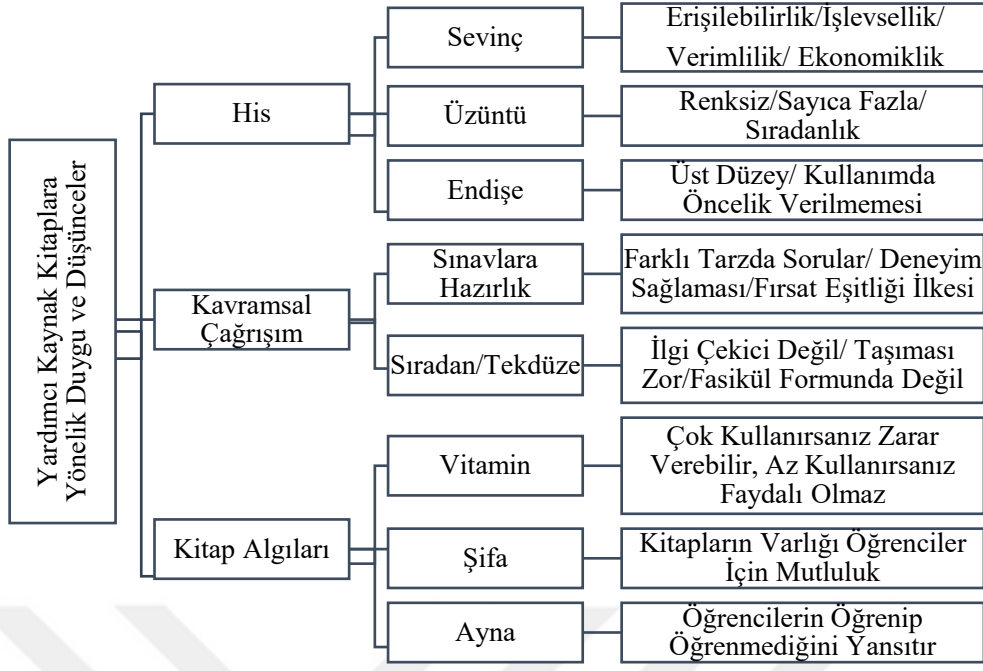 Yardımcı Kaynak Kitaplara
Yönelik Duygu ve Düşünceler
His
Sevinç
Erişilebilirlik/İşlevsellik/
Verimlilik/ Ekonomiklik
Üzüntü
Renksiz/Sayıca Fazla/
Sıradanlık
Endişe
Üst Düzey/ Kullanımda
Öncelik Verilmemesi
Kavramsal
Çağrışım
Sınavlara
Hazırlık
Farklı Tarzda Sorular/ Deneyim
Sağlaması/Fırsat Eşitliği İlkesi
Sıradan/Tekdüze
İlgi Çekici Değil/ Taşıması
Zor/Fasikül Formunda Değil
Kitap Algıları
Vitamin
Çok Kullanırsanız Zarar
Verebilir, Az Kullanırsanız
Faydalı Olmaz
Şifa
Kitapların Varlığı Öğrenciler
İçin Mutluluk
Ayna
Öğrencilerin Öğrenip
Öğrenmediğini Yansıtır